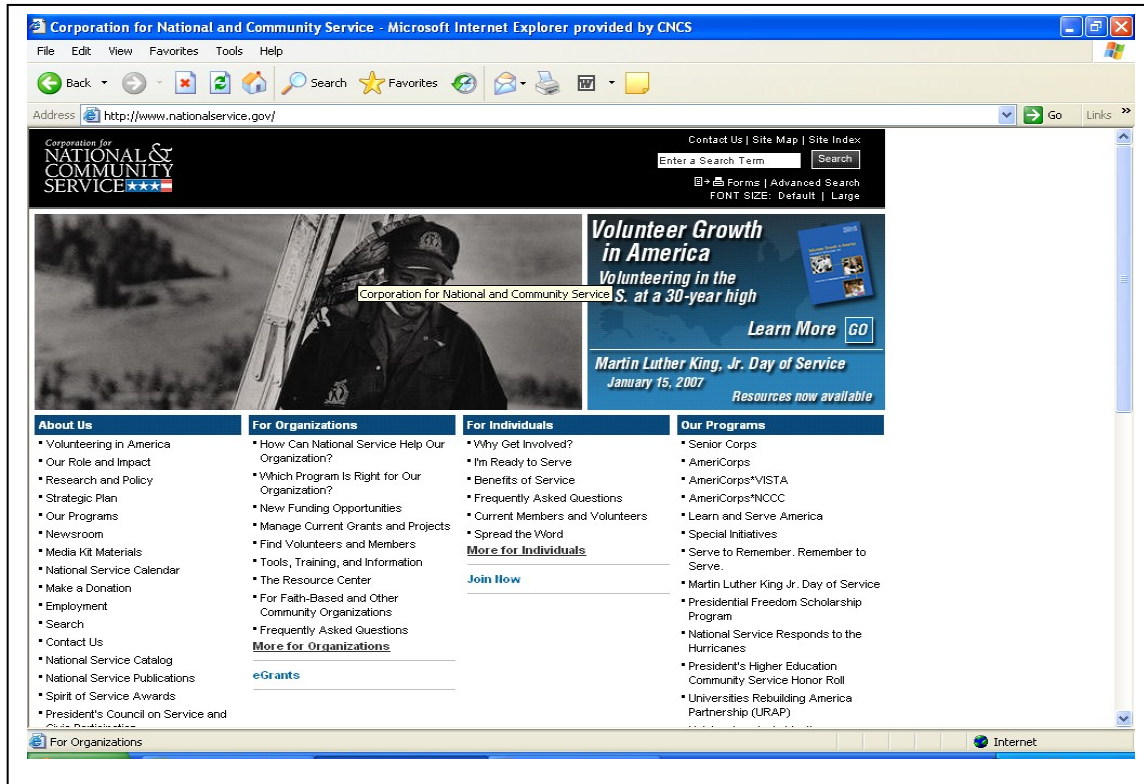 Corporation for National and Community Service - Microsoft Internet Explorer provided by CNCS
File Edit View Favorites Tools Help
Back Search Favorites
Address http://www.nationalservice.gov/ Go Links »
Corporation for
NATIONAL &
COMMUNITY
SERVICE
Contact Us | Site Map | Site Index
Enter a Search Term Search
Forms | Advanced Search
FONT SIZE: Default | Large
Corporation for National and Community Service
Volunteer Growth
in America
Volunteering in the
.S. at a 30-year high
Learn More GO
Martin Luther King, Jr. Day of Service
January 15, 2007
Resources now available
About Us
Volunteering in America
Our Role and Impact
Research and Policy
Strategic Plan
Our Programs
Newsroom
Media Kit Materials
National Service Calendar
Make a Donation
Employment
Search
Contact Us
National Service Catalog
National Service Publications
Spirit of Service Awards
President's Council on Service and
For Organizations
How Can National Service Help Our
Organization?
Which Program Is Right for Our
Organization?
New Funding Opportunities
Manage Current Grants and Projects
Find Volunteers and Members
Tools, Training, and Information
The Resource Center
For Faith-Based and Other
Community Organizations
Frequently Asked Questions
More for Organizations
eGrants
For Individuals
Why Get Involved?
I'm Ready to Serve
Benefits of Service
Frequently Asked Questions
Current Members and Volunteers
Spread the Word
More for Individuals
Join Now
Our Programs
Senior Corps
AmeriCorps
AmeriCorps*VISTA
AmeriCorps*NCCC
Learn and Serve America
Special Initiatives
Serve to Remember. Remember to
Serve.
Martin Luther King Jr. Day of Service
Presidential Freedom Scholarship
Program
National Service Responds to the
Hurricanes
President's Higher Education
Community Service Honor Roll
Universities Rebuilding America
Partnership (URAP)
For Organizations
Internet